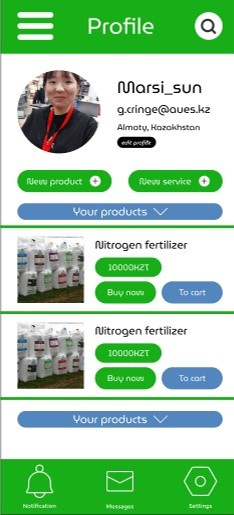 Profile
Marsi_sun
g.cringe@aues.kz
Almaty, Kazakhstan
edit profile
New product +
New service +
Your products
Nitrogen fertilizer
10000KZT
Buy now
To cart
Nitrogen fertilizer
10000KZT
Buy now
To cart
Your products
Notification
Messages
Settings